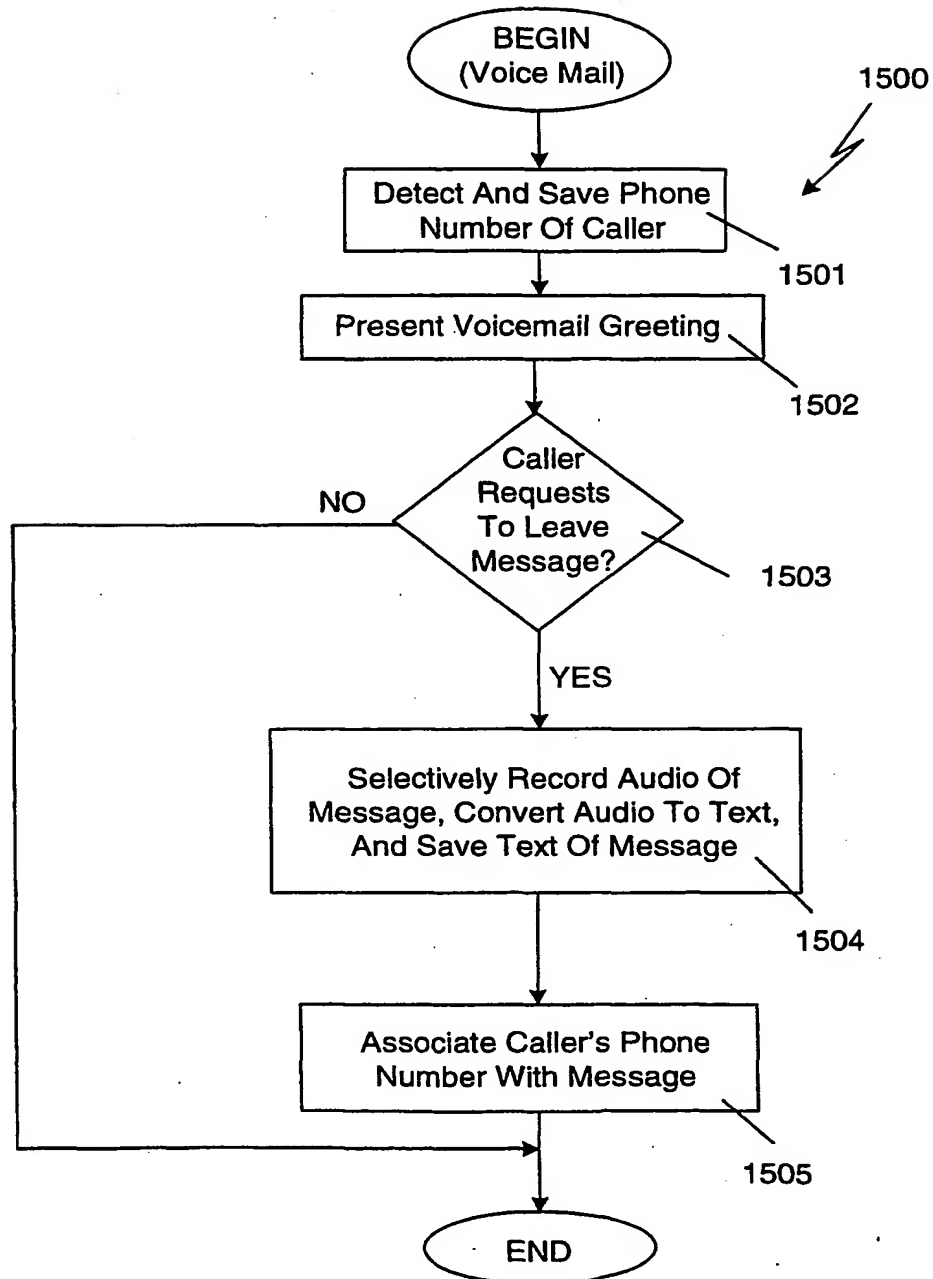 BEGIN
(Voice Mail)
1500
Detect And Save Phone
Number Of Caller
1501
Present Voicemail Greeting
1502
Caller
Requests
To Leave
Message?
NO
1503
YES
Selectively Record Audio Of
Message, Convert Audio To Text,
And Save Text Of Message
1504
Associate Caller's Phone
Number With Message
1505
END